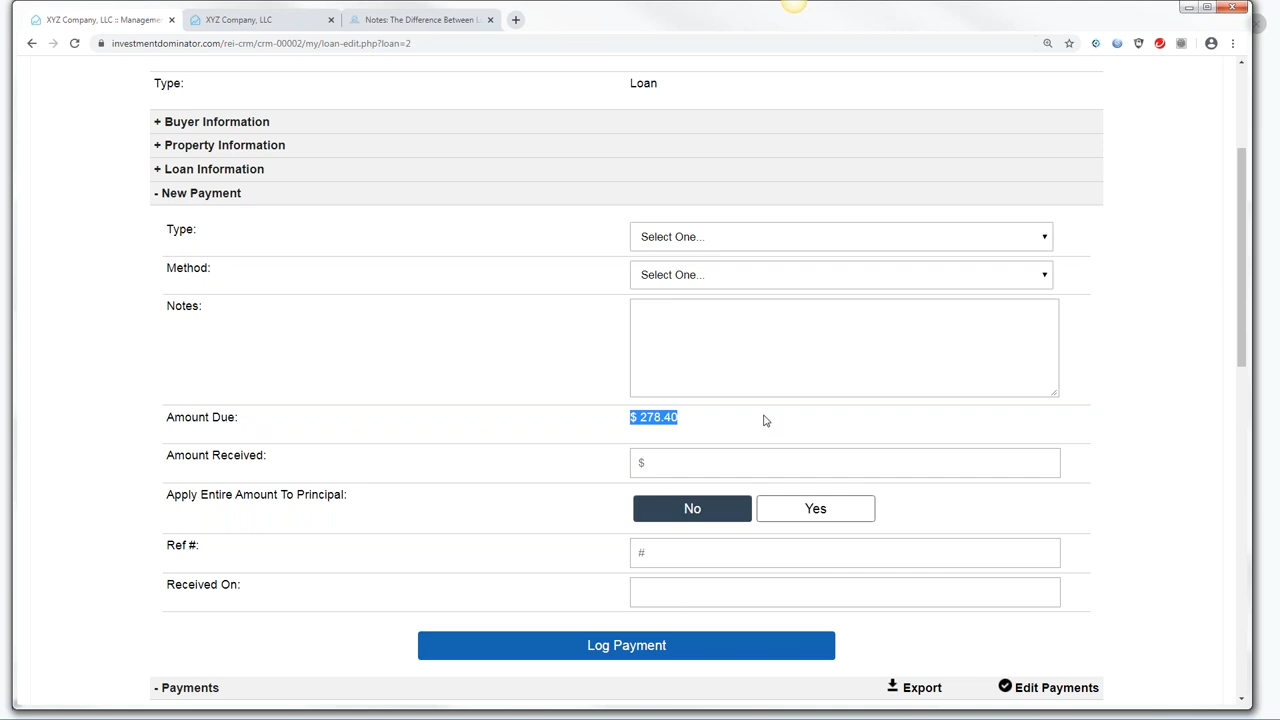 XYZ Company, LLC :: Manageme
XYZ Company, LLC
Notes: The Difference Between
investmentdominator.com/rei-crm/crm-00002/my/loan-edit.php?loan=2
Type: Loan
+ Buyer Information
+ Property Information
+ Loan Information
- New Payment
Type: Select One...
Method: Select One...
Notes:
Amount Due: $ 278.40
Amount Received: $
Apply Entire Amount To Principal: No Yes
Ref #: #
Received On:
Log Payment
- Payments Export Edit Payments